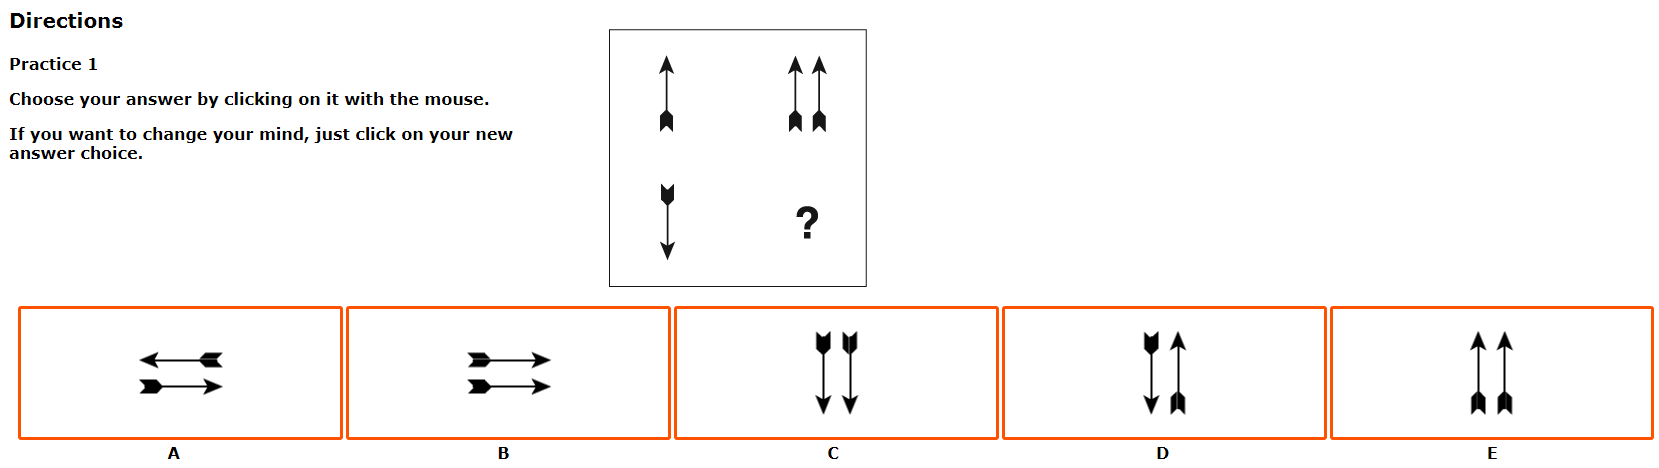 Directions
Practice 1
Choose your answer by clicking on it with the mouse.
If you want to change your mind, just click on your new
answer choice.
?
A B C D E